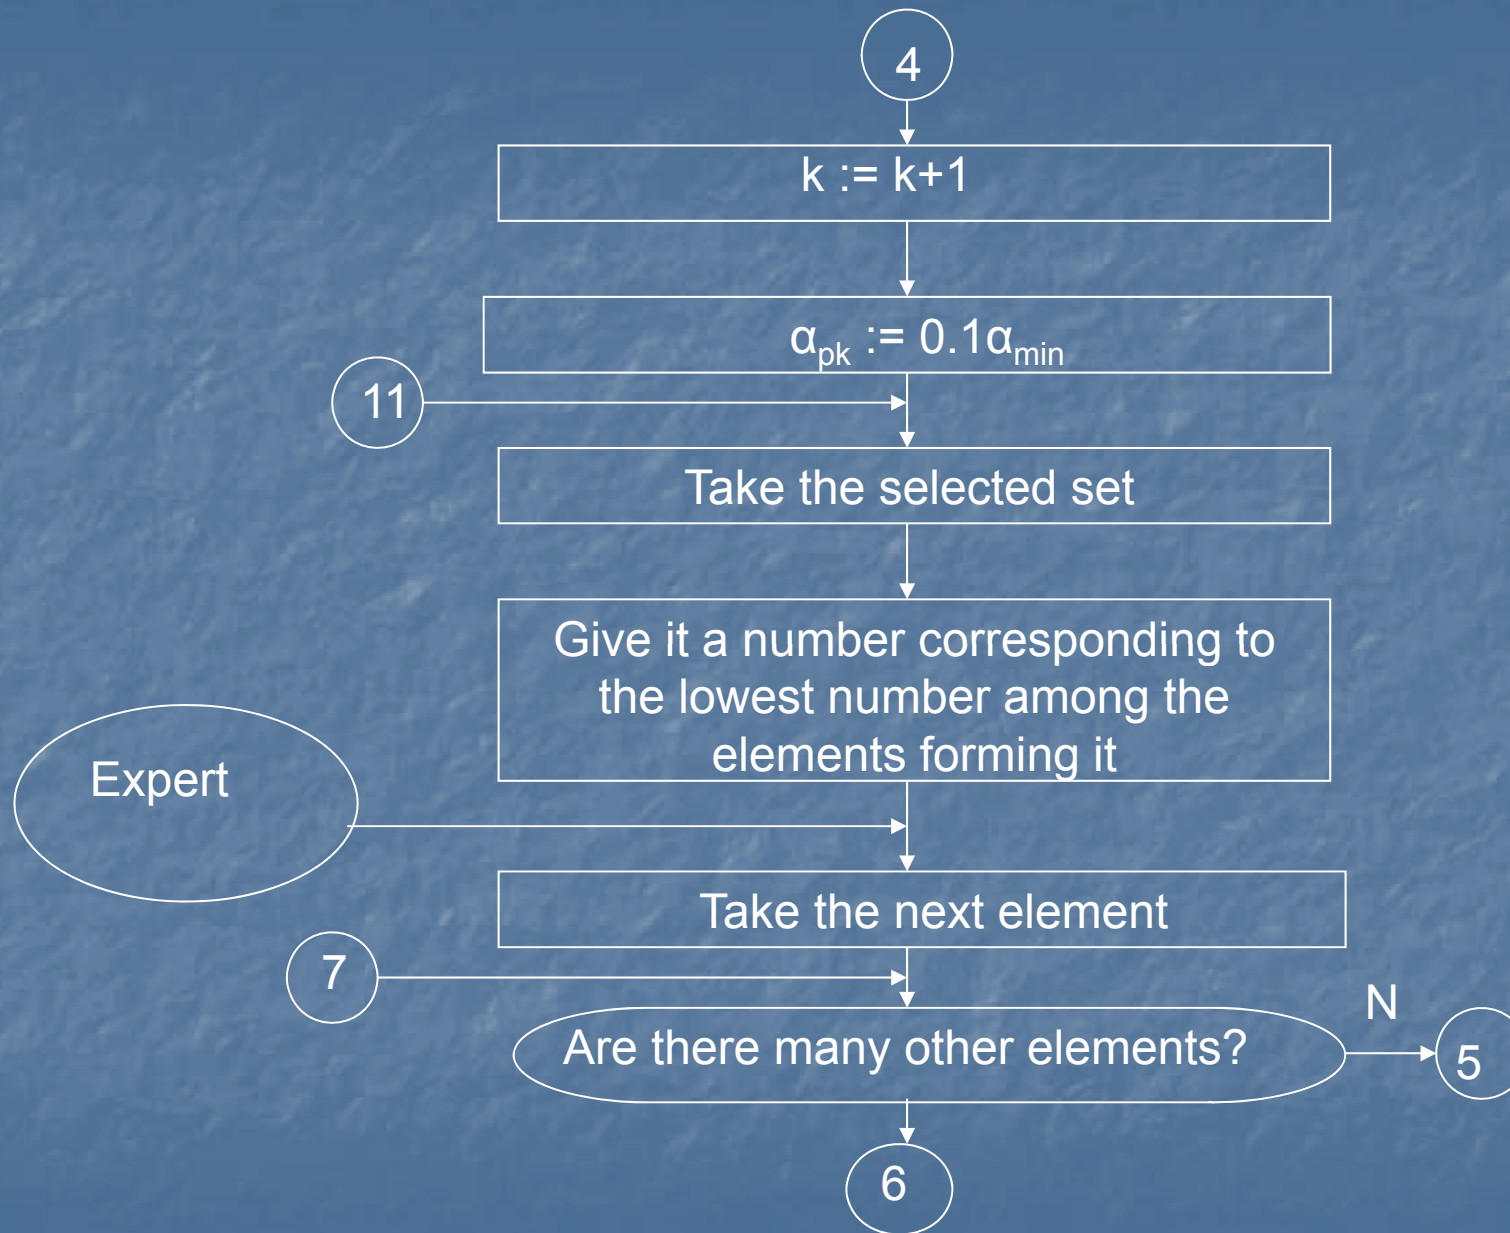 4
k := k+1
αpk := 0.1αmin
11
Take the selected set
Give it a number corresponding to
the lowest number among the
elements forming it
Expert
Take the next element
7
N
Are there many other elements?
5
6